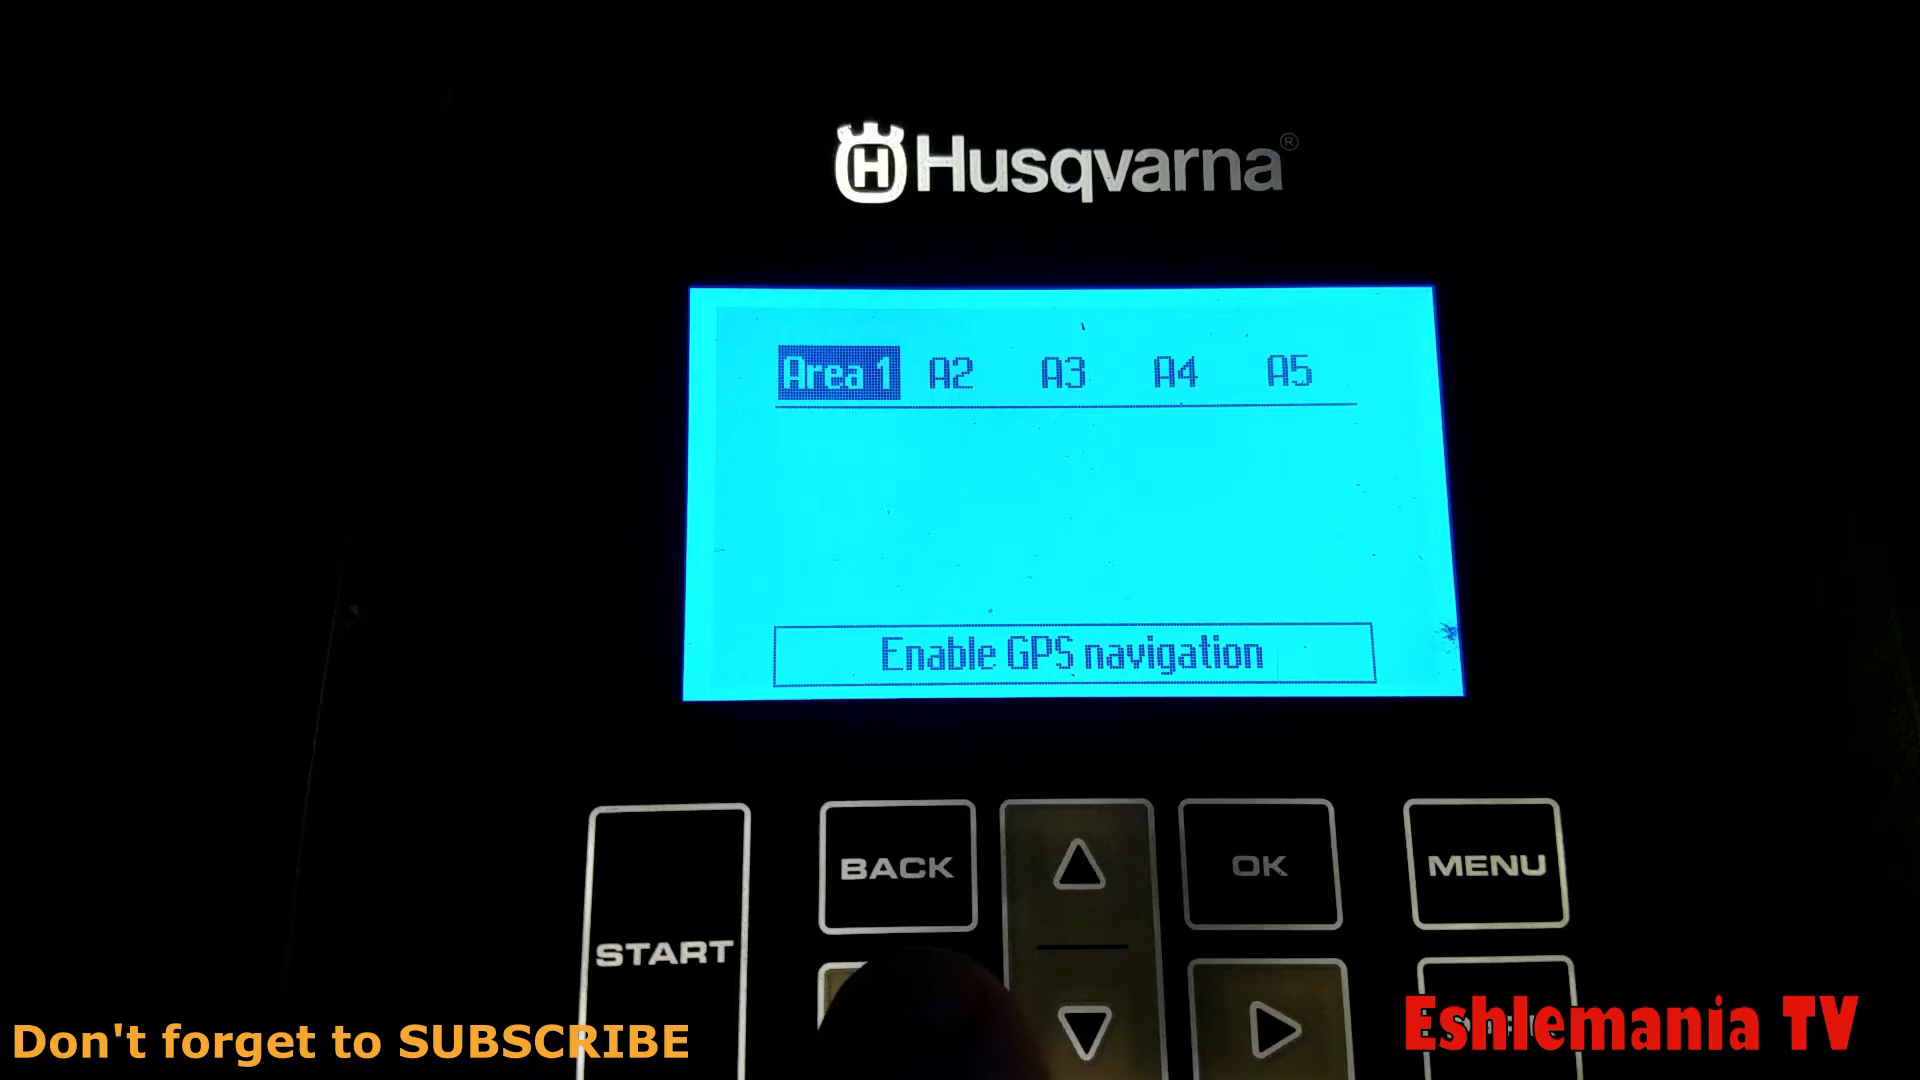 Husqvarna®
Area 1 A2 A3 A4 A5
Enable GPS navigation
BACK OK MENU
START
Don't forget to SUBSCRIBE
Eshlemania TV